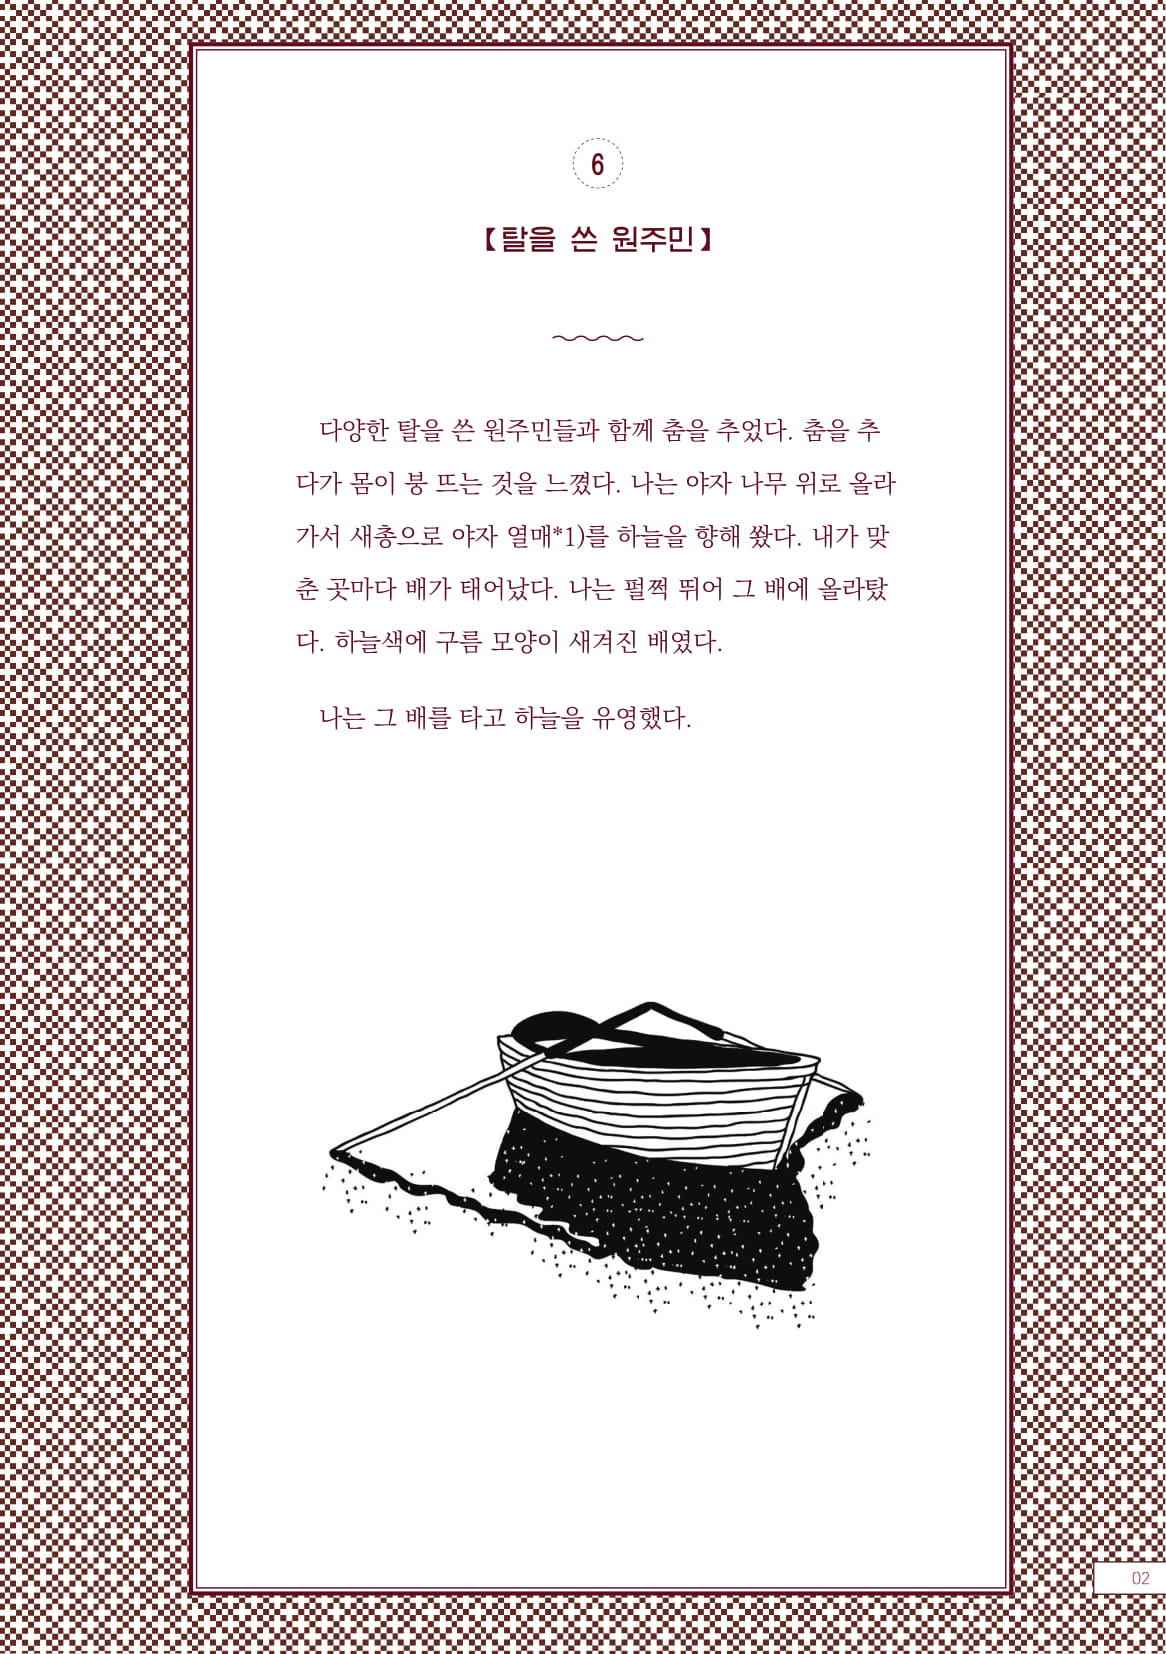 6
【탈을 쓴 원주민】
다양한 탈을 쓴 원주민들과 함께 춤을 추었다. 춤을 추
다가 몸이 붕 뜨는 것을 느꼈다. 나는 야자 나무 위로 올라
가서 새총으로 야자 열매*1)를 하늘을 향해 쐈다. 내가 맞
춘 곳마다 배가 태어났다. 나는 펄쩍 뛰어 그 배에 올라탔
다. 하늘색에 구름 모양이 새겨진 배였다.
나는 그 배를 타고 하늘을 유영했다.
02